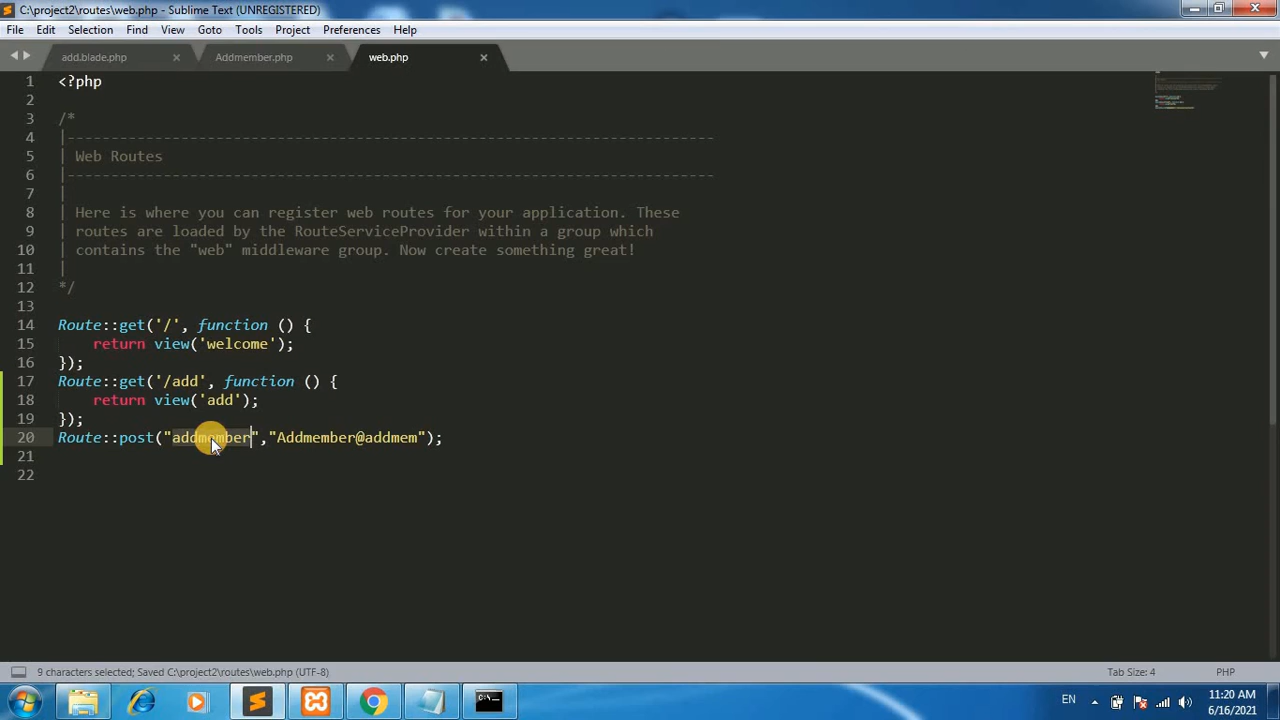 C:\project2\routes\web.php - Sublime Text (UNREGISTERED)
File Edit Selection Find View Goto Tools Project Preferences Help
add.blade.php Addmember.php web.php
1 <?php
2
3 /*
4 |--------------------------------------------------------------------------
5 | Web Routes
6 |--------------------------------------------------------------------------
7 |
8 | Here is where you can register web routes for your application. These
9 | routes are loaded by the RouteServiceProvider within a group which
10 | contains the "web" middleware group. Now create something great!
11 |
12 */
13
14 Route::get('/', function () {
15 return view('welcome');
16 });
17 Route::get('/add', function () {
18 return view('add');
19 });
20 Route::post("addmember","Addmember@addmem");
21
22
9 characters selected; Saved C:\project2\routes\web.php (UTF-8) Tab Size: 4 PHP
EN 11:20 AM
6/16/2021